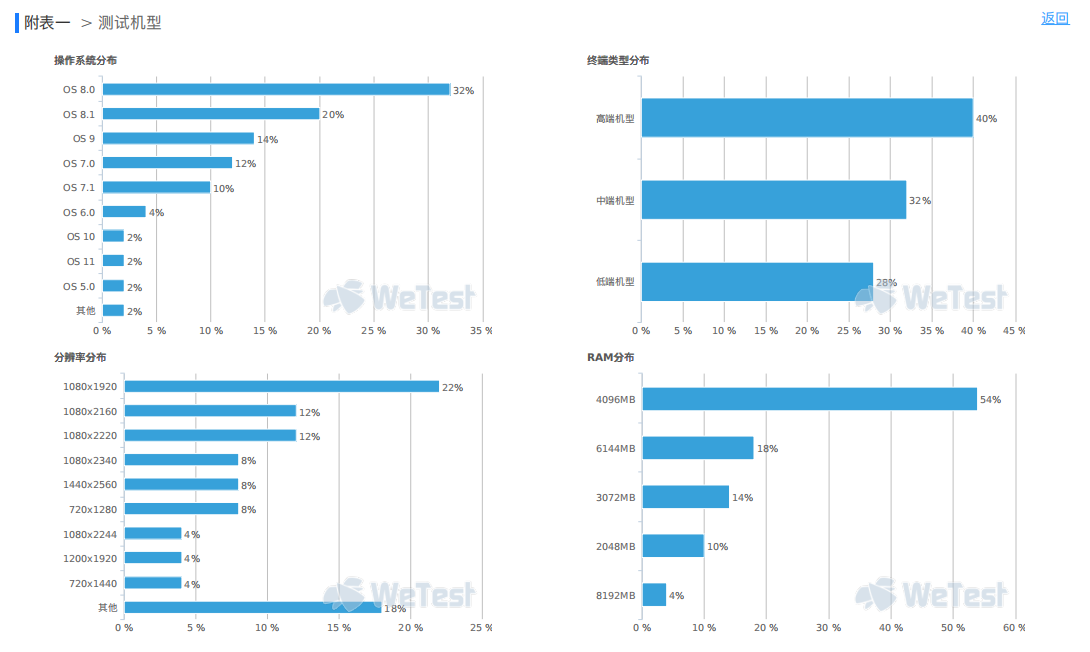 附表一 > 测试机型
返回
操作系统分布
OS 8.0 32%
OS 8.1 20%
OS 9 14%
OS 7.0 12%
OS 7.1 10%
OS 6.0 4%
OS 10 2%
OS 11 2%
OS 5.0 2%
其他 2%
0 % 5 % 10 % 15 % 20 % 25 % 30 % 35 %
WeTest
终端类型分布
高端机型 40%
中端机型 32%
低端机型 28%
0 % 5 % 10 % 15 % 20 % 25 % 30 % 35 % 40 % 45 %
WeTest
分辨率分布
1080x1920 22%
1080x2160 12%
1080x2220 12%
1080x2340 8%
1440x2560 8%
720x1280 8%
1080x2244 4%
1200x1920 4%
720x1440 4%
其他 18%
0 % 5 % 10 % 15 % 20 % 25 %
WeTest
RAM分布
4096MB 54%
6144MB 18%
3072MB 14%
2048MB 10%
8192MB 4%
0 % 10 % 20 % 30 % 40 % 50 % 60 %
WeTest